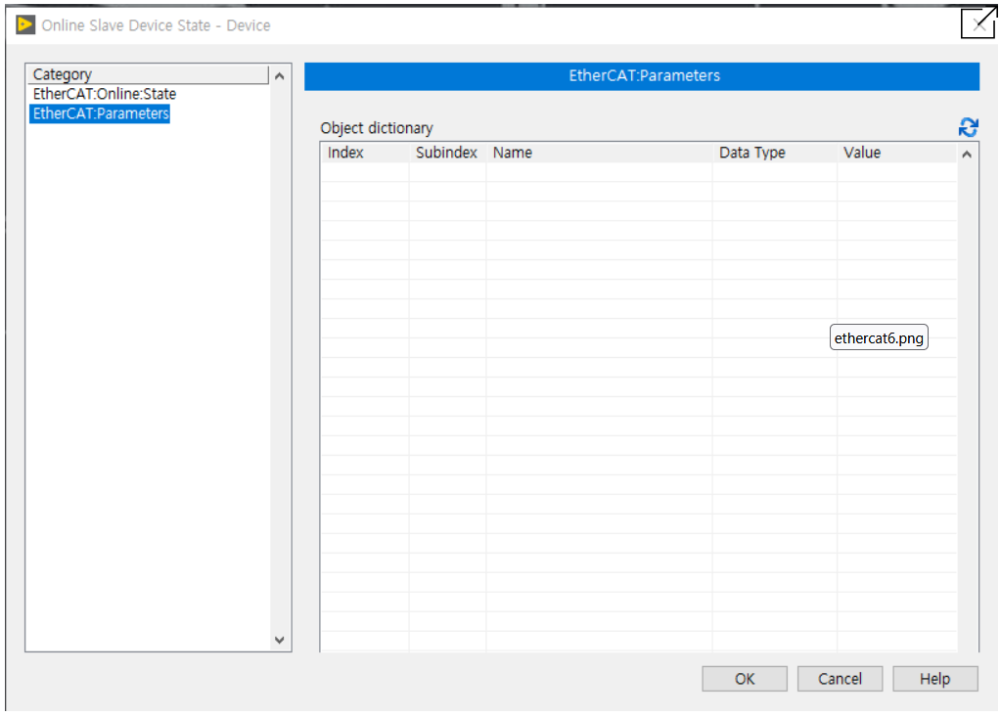 Online Slave Device State - Device
Category
EtherCAT:Online:State
EtherCAT:Parameters
EtherCAT:Parameters
Object dictionary
Index Subindex Name Data Type Value
ethercat6.png
OK Cancel Help